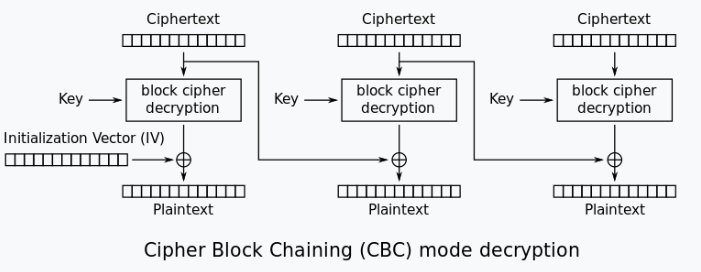 Ciphertext
Ciphertext
Ciphertext
Key
block cipher
decryption
Key
block cipher
decryption
Key
block cipher
decryption
Initialization Vector (IV)
Plaintext
Plaintext
Plaintext
Cipher Block Chaining (CBC) mode decryption